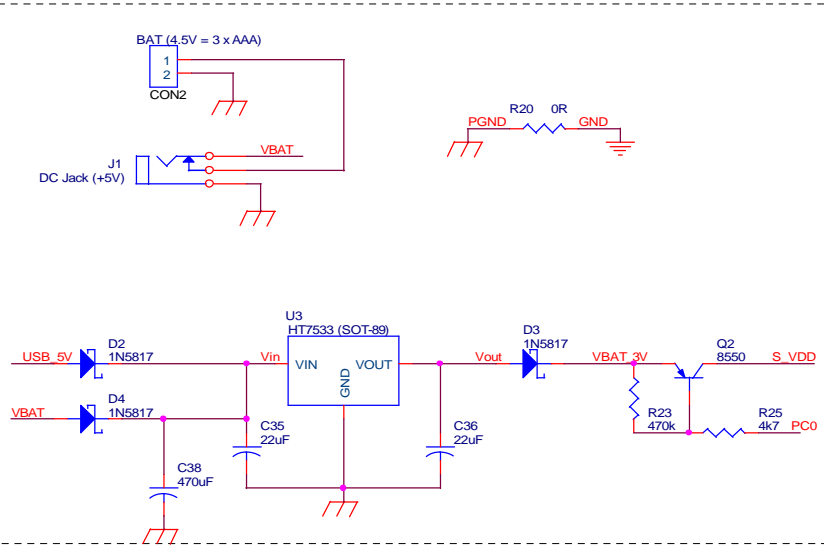 BAT (4.5V = 3 x AAA)
1
2
CON2
R20 0R
PGND GND
VBAT
J1
DC Jack (+5V)
U3
HT7533 (SOT-89)
D2
1N5817
D3
1N5817
Q2
8550
USB_5V
Vin
VIN
VOUT
GND
Vout
VBAT_3V
S_VDD
D4
1N5817
VBAT
C35
22uF
C36
22uF
R23
470k
R25
4k7
PC0
C38
470uF